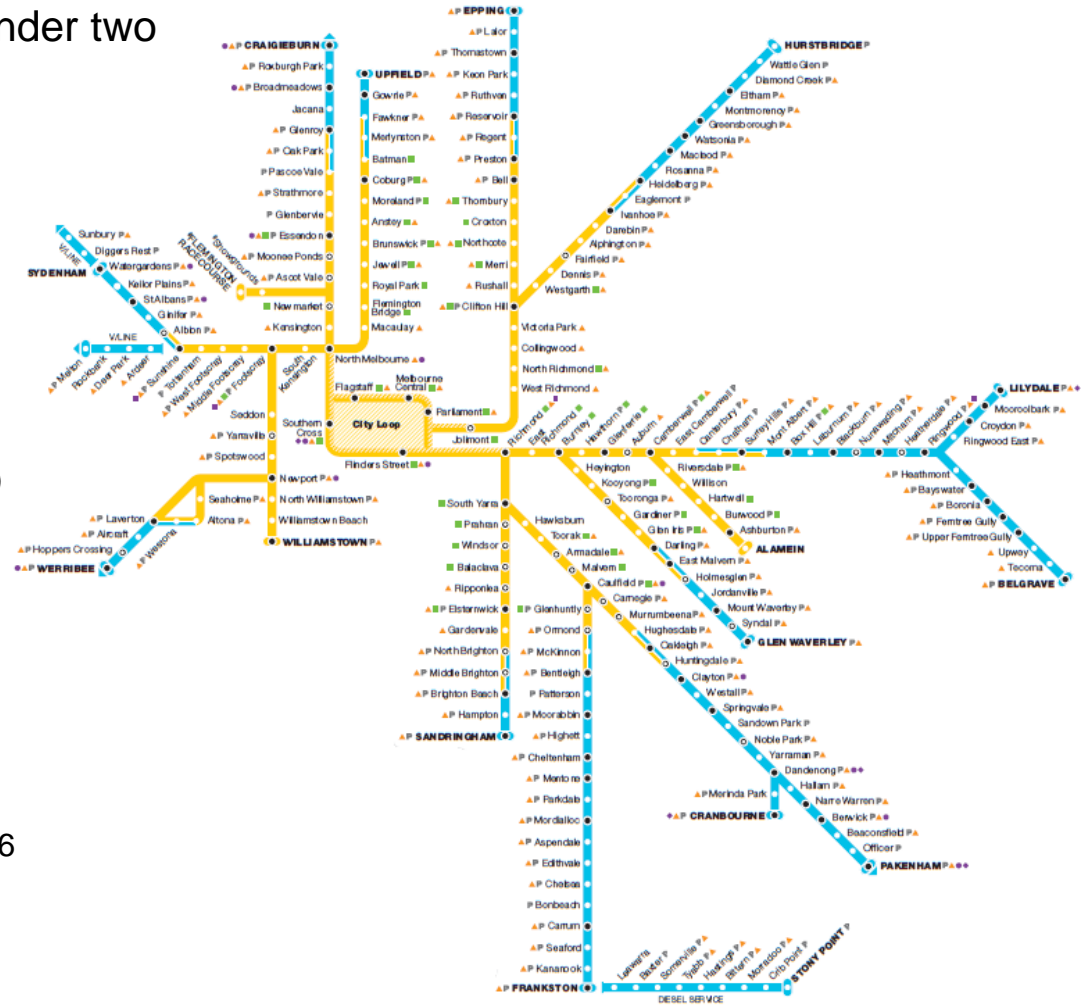 nder two
EPPING P
P Lalor
P Thomastown
P Keon Park
P Ruthven
P Reservoir
P Regent
P Preston
P Bell
Thornbury
Croxton
Northcote
Merri
Rushall
P Clifton Hill
Victoria Park
Collingwood
North Richmond
West Richmond
P CRAIGIEBURN
P Roxburgh Park
P Broadmeadows
Jacana
P Glenroy
P Oak Park
P Pascoe Vale
P Strathmore
P Glenbervie
P Essendon
P Moonee Ponds
P Ascot Vale
Newmarket
Kensington
UPFIELD P
Gowrie P
Fawkner P
Merlynston P
Batman
Coburg P
Moreland P
Anstey
Brunswick P
Jewell P
Royal Park
Flemington
Bridge
Macaulay
North Melbourne
HURSTBRIDGE P
Wattle Glen P
Diamond Creek P
Eltham P
Montmorency P
Greensborough P
Watsonia P
Macleod P
Rosanna P
Heidelberg P
Eaglemont P
Ivanhoe P
Darebin P
Alphington P
Fairfield P
Dennis P
Westgarth
*Showgrounds
*FLEMINGTON
RACECOURSE
Sunbury P
V/LINE
Diggers Rest P
Watergardens P
SYDENHAM
Keilor Plains P
St Albans P
Ginifer P
Albion P
V/LINE
P Melton
Rockbank
Deer Park
Ardeer
P Sunshine
P Tottenham
P West Footscray
P Middle Footscray
P Footscray
South
Kensington
Flagstaff
Melbourne
Central
Parliament
City Loop
Southern
Cross
Jolimont
Flinders Street
Seddon
P Yarraville
P Spotswood
Newport P
Seaholme P
North Williamstown P
P Laverton
Altona P
Williamstown Beach
P Aircraft
P Westona
WILLIAMSTOWN P
P Hoppers Crossing
P WERRIBEE
Richmond
East
Richmond
Burnley
Hawthorn P
Glenferrie
Auburn
Camberwell P
East Camberwell
Canterbury P
Chatham P
Surrey Hills P
Mont Albert P
Box Hill P
Laburnum P
Blackburn P
Nunawading P
Mitcham P
Heatherdale P
Ringwood P
LILYDALE P
Mooroolbark P
Croydon P
Ringwood East P
P Heathmont
P Bayswater
P Boronia
P Ferntree Gully
P Upper Ferntree Gully
Upwey
Tecoma
P BELGRAVE
Riversdale P
Willison
Hartwell
Burwood P
Ashburton P
ALAMEIN
Heyington
Kooyong P
Tooronga P
Gardiner P
Glen Iris P
Darling P
East Malvern P
Holmesglen P
Jordanville P
Mount Waverley P
Syndal P
GLEN WAVERLEY P
South Yarra
Prahran
Windsor
Balaclava
Ripponlea
P Elsternwick
Gardenvale
P North Brighton
P Middle Brighton
P Brighton Beach
P Hampton
P SANDRINGHAM
Hawksburn
Toorak
Armadale
Malvern
Caulfield P
Carnegie P
Murrumbeena P
Hughesdale P
Oakleigh P
Huntingdale P
Clayton P
Westall P
Springvale P
Sandown Park P
Noble Park P
Yarraman P
Dandenong P
P Merinda Park
P CRANBOURNE
Hallam P
Narre Warren P
Berwick P
Beaconsfield P
Officer P
PAKENHAM P
P Glenhuntly
P Ormond
P McKinnon
P Bentleigh
P Patterson
P Moorabbin
P Highett
P Cheltenham
P Mentone
P Parkdale
P Mordialloc
P Aspendale
P Edithvale
P Chelsea
P Bonbeach
P Carrum
P Seaford
P Kananook
P FRANKSTON
Leawarra
Baxter P
Somerville P
Tyabb P
Hastings P
Bittern P
Morradoo P
Crib Point P
STONY POINT P
DIESEL SERVICE
)
6